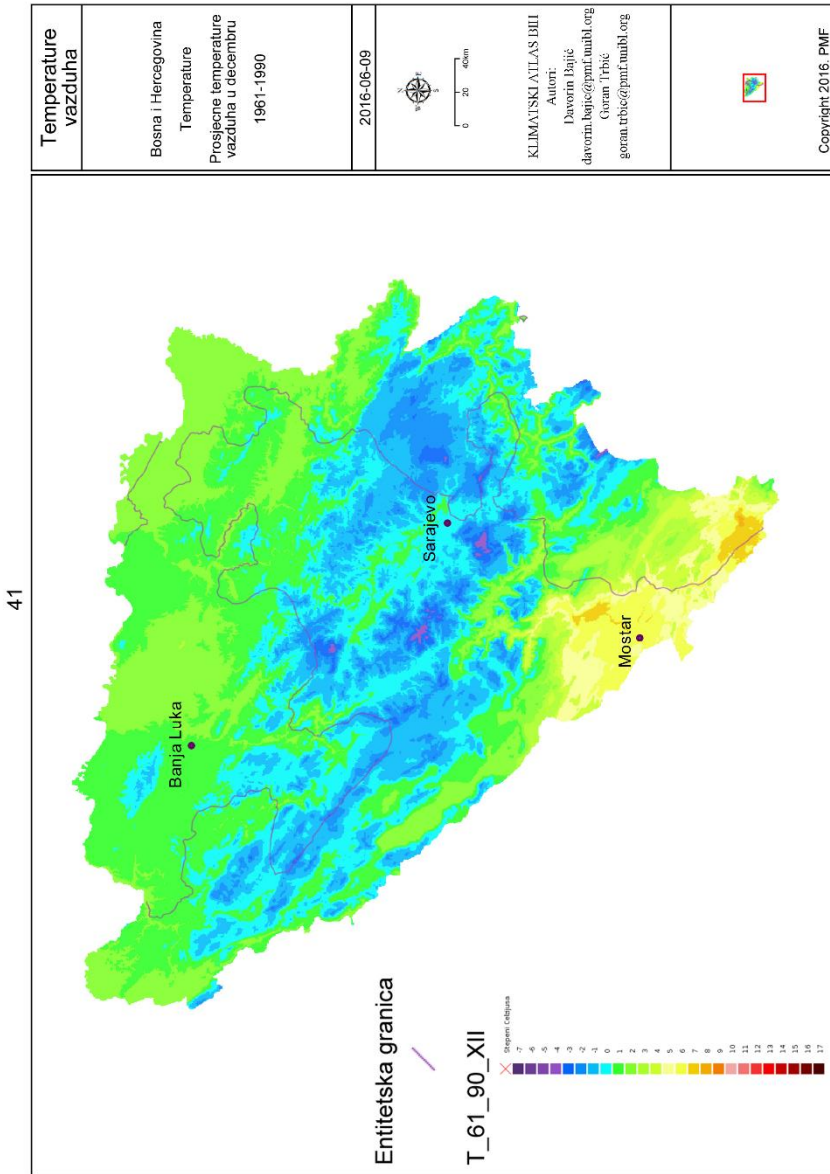 41
Temperature
vazduha
Bosna i Hercegovina
Temperature
Prosjecne temperature
vazduha u decembru
1961-1990
2016-06-09
N
W
E
S
0 20 40km
KLIMATSKI ATLAS BIH
Autori:
Davorin Bajić
davorin.bajic@pmf.unibl.org
Goran Trbić
goran.trbic@pmf.unibl.org
Copyright 2016. PMF
Banja Luka
Sarajevo
Mostar
Entitetska granica
T_61_90_XII
Stepeni Celzijusa
-7
-6
-5
-4
-3
-2
-1
0
1
2
3
4
5
6
7
8
9
10
11
12
13
14
15
16
17